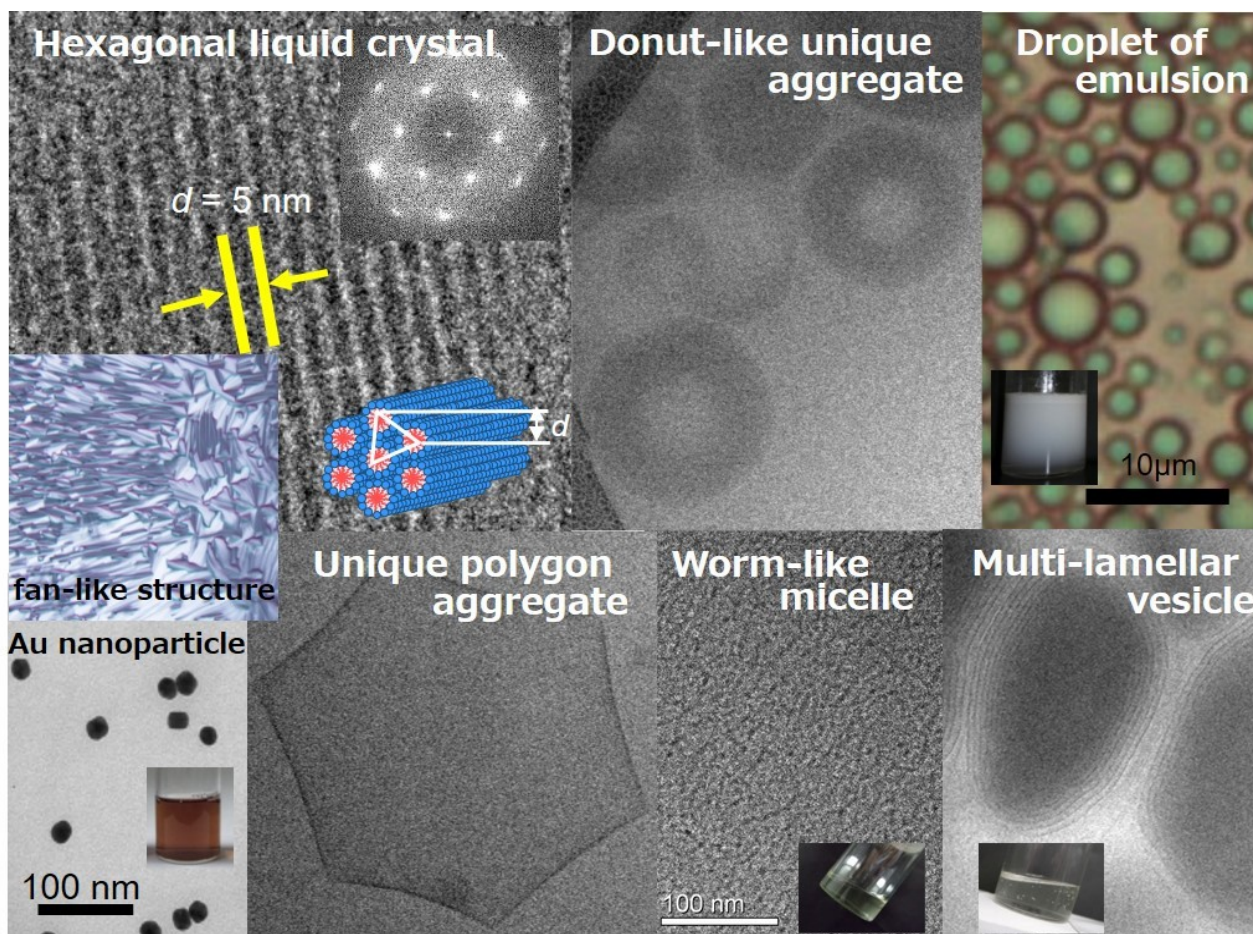 Hexagonal liquid crystal
d = 5 nm
d
fan-like structure
Donut-like unique
aggregate
Droplet of
emulsion
10μm
Au nanoparticle
100 nm
Unique polygon
aggregate
Worm-like
micelle
100 nm
Multi-lamellar
vesicle